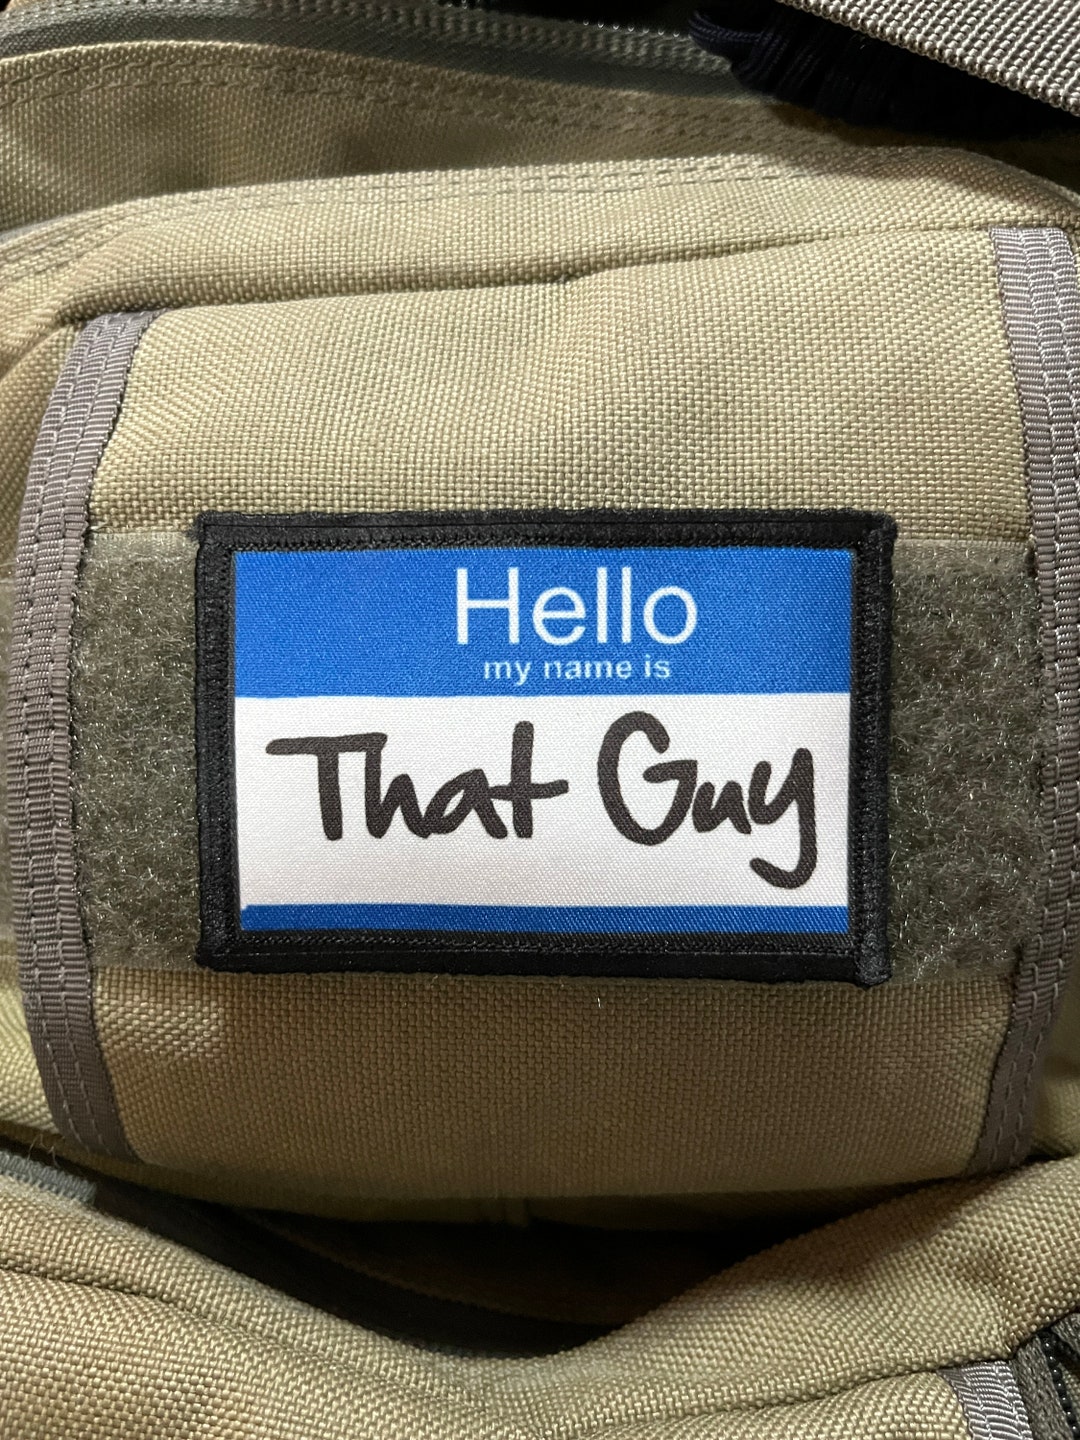 Hello
my name is
That Guy